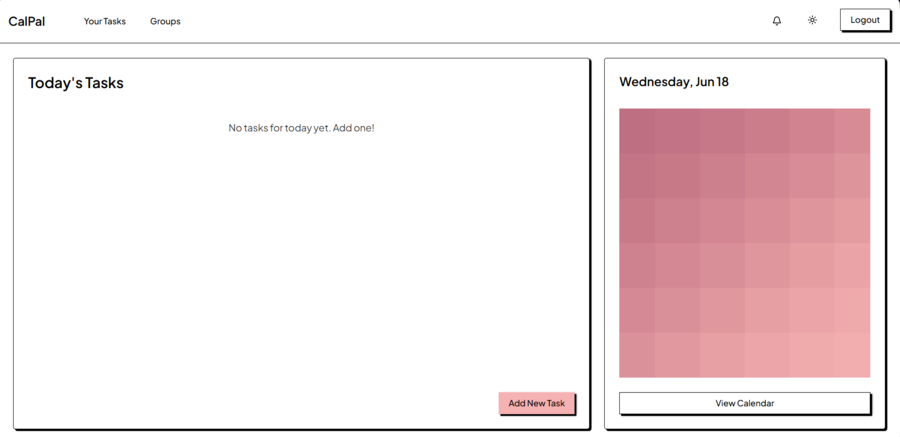 CalPal
Your Tasks
Groups
Logout
Today's Tasks
No tasks for today yet. Add one!
Add New Task
Wednesday, Jun 18
View Calendar